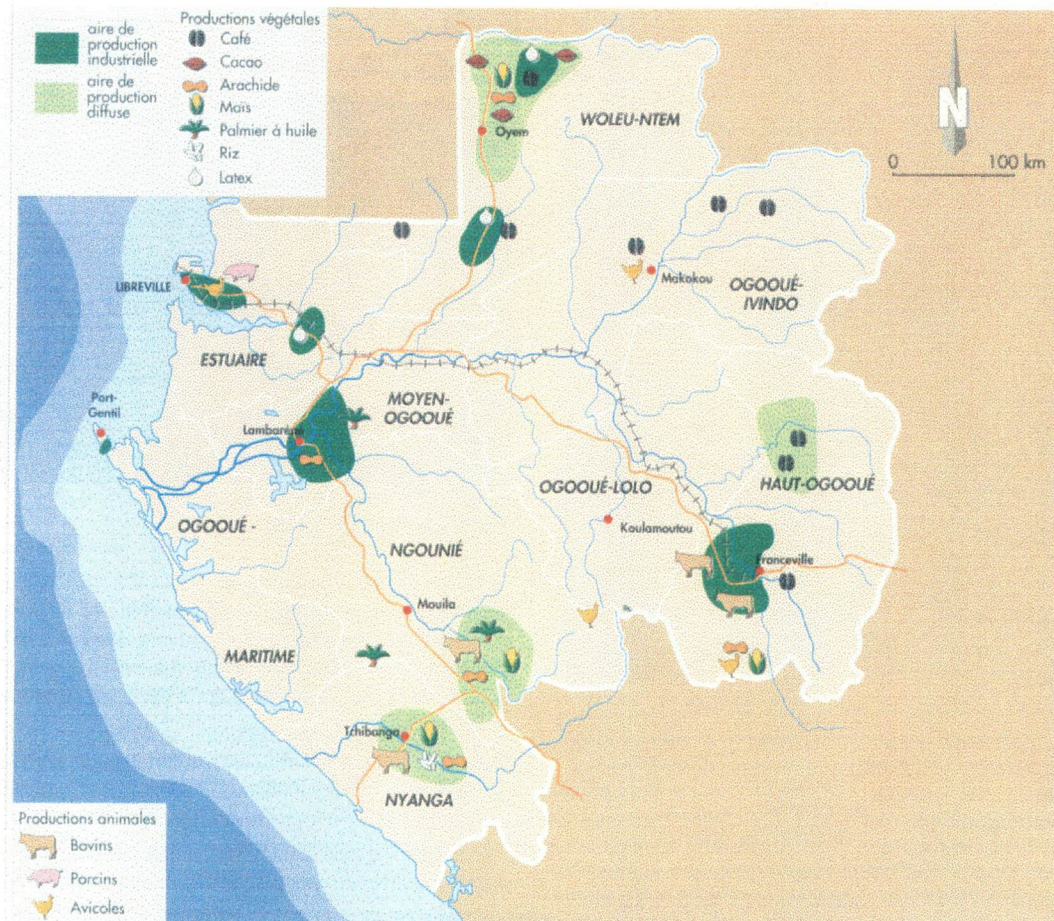 aire de
production
industrielle
aire de
production
diffuse
Productions végétales
Café
Cacao
Arachide
Maïs
Palmier à huile
Riz
Latex
N
0 100 km
WOLEU-NTEM
Oyem
Makokou
OGOOUÉ-
IVINDO
LIBREVILLE
ESTUAIRE
Port-
Gentil
MOYEN-
OGOOUÉ
Lambaréné
OGOOUÉ-LOLO
HAUT-OGOOUÉ
OGOOUÉ -
Koulamoutou
NGOUNIÉ
Franceville
Mouila
MARITIME
Tchibanga
NYANGA
Productions animales
Bovins
Porcins
Avicoles